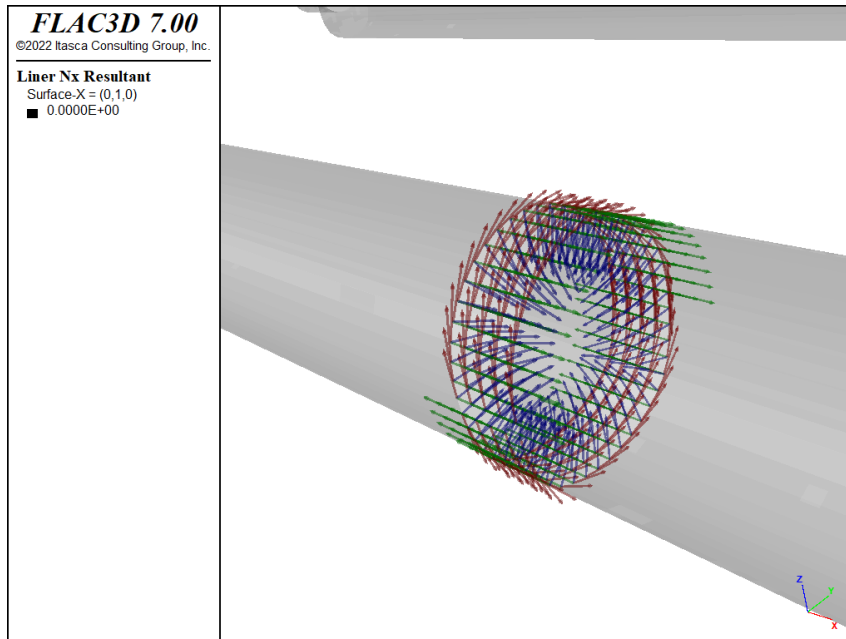 FLAC3D 7.00
©2022 Itasca Consulting Group, Inc.
Liner Nx Resultant
Surface-X = (0,1,0)
0.0000E+00
Z
Y
X